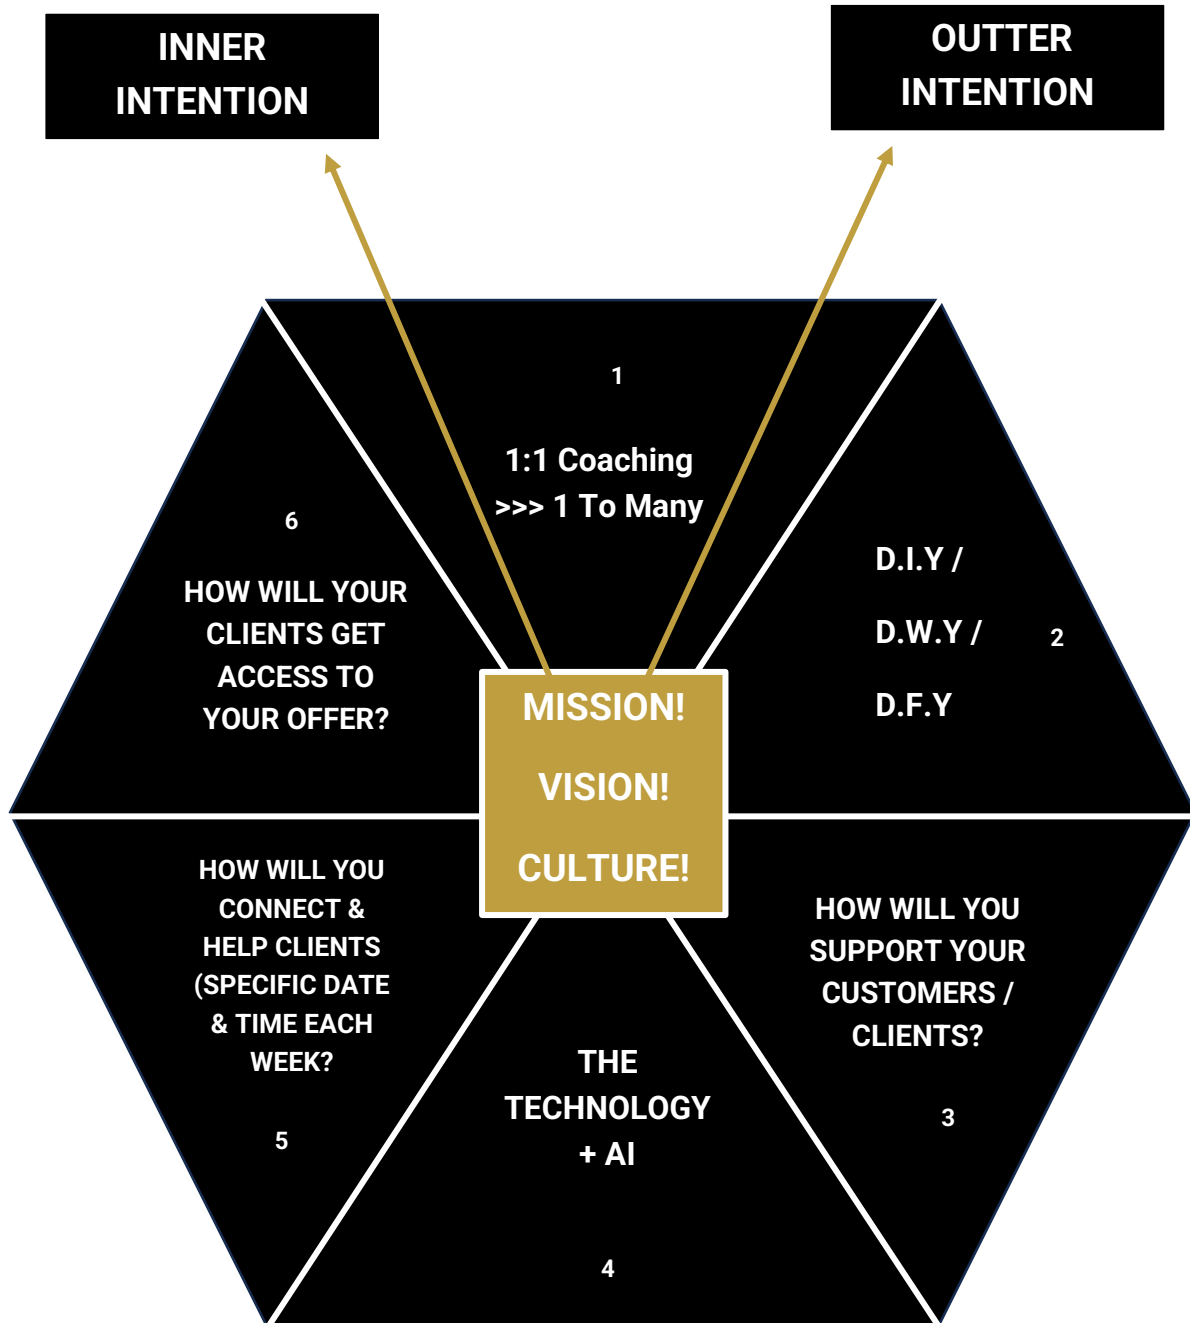 INNER
INTENTION
OUTTER
INTENTION
1
1:1 Coaching
>>> 1 To Many
D.I.Y /
D.W.Y /
D.F.Y
2
HOW WILL YOU
SUPPORT YOUR
CUSTOMERS /
CLIENTS?
3
THE
TECHNOLOGY
+ AI
4
HOW WILL YOU
CONNECT &
HELP CLIENTS
(SPECIFIC DATE
& TIME EACH
WEEK?
5
6
HOW WILL YOUR
CLIENTS GET
ACCESS TO
YOUR OFFER?
MISSION!
VISION!
CULTURE!